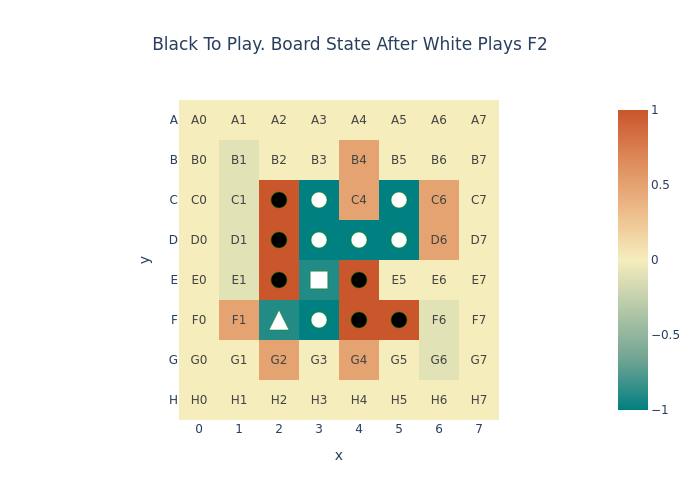 Black To Play. Board State After White Plays F2
A A0 A1 A2 A3 A4 A5 A6 A7
B B0 B1 B2 B3 B4 B5 B6 B7
C C0 C1 C4 C6 C7
D D0 D1 D6 D7
E E0 E1 E5 E6 E7
F F0 F1 F6 F7
G G0 G1 G2 G3 G4 G5 G6 G7
H H0 H1 H2 H3 H4 H5 H6 H7
0 1 2 3 4 5 6 7
x
y
1
0.5
0
−0.5
−1